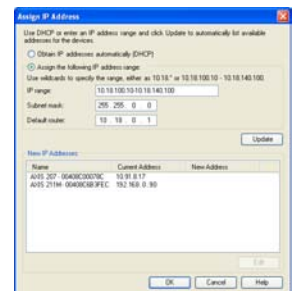 Assign IP Address
Use DHCP or enter an IP address range and click Update to automatically list available
addresses for the devices.
Obtain IP addresses automatically (DHCP)
Assign the following IP address range:
Use wildcards to specify the range, either as 10.18.* or 10.18.100.10 - 10.18.140.100.
IP range: 10.18.100.10-10.18.140.100
Subnet mask: 255 . 255 . 0 . 0
Default router: 10 . 18 . 0 . 1
Update
New IP Addresses:
Name Current Address New Address
AXIS 207 - 00408C00078C 10.91.8.17
AXIS 211M - 00408C6B3FEC 192.168.0.90
Edit
OK Cancel Help